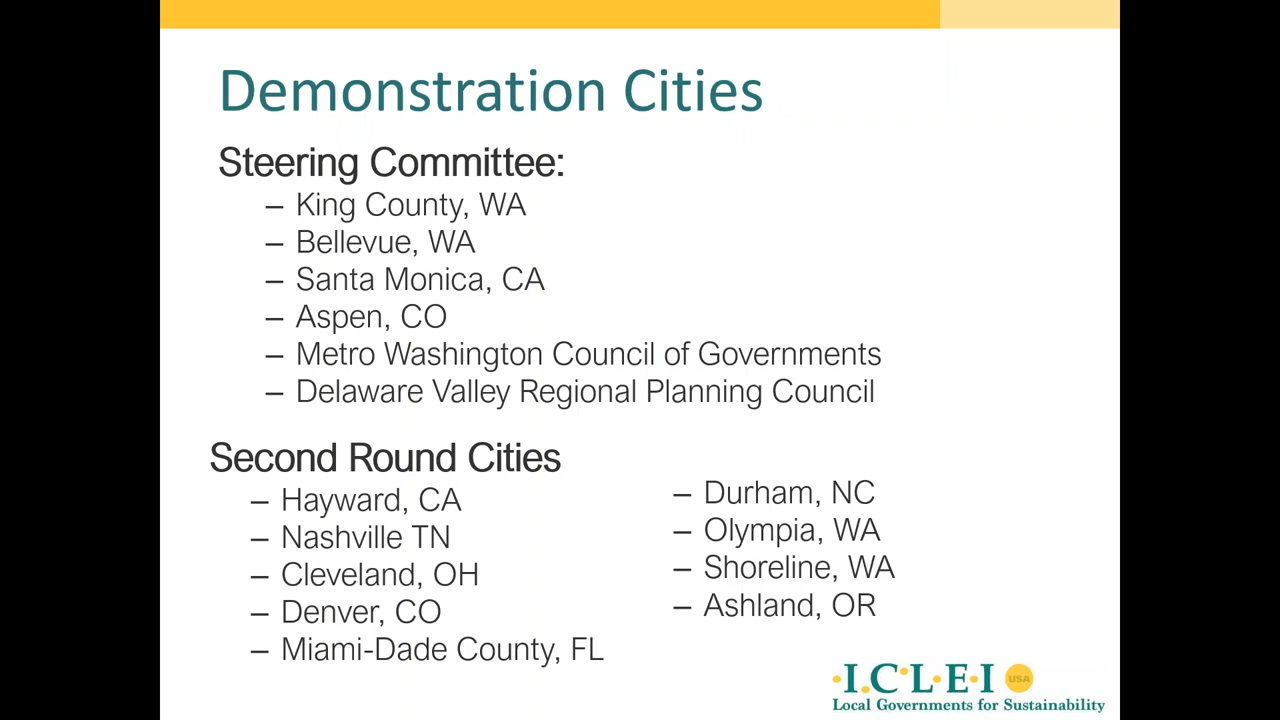 Demonstration Cities
Steering Committee:
– King County, WA
– Bellevue, WA
– Santa Monica, CA
– Aspen, CO
– Metro Washington Council of Governments
– Delaware Valley Regional Planning Council
Second Round Cities
– Hayward, CA
– Nashville TN
– Cleveland, OH
– Denver, CO
– Miami-Dade County, FL
– Durham, NC
– Olympia, WA
– Shoreline, WA
– Ashland, OR
·I·C·L·E·I USA
Local Governments for Sustainability